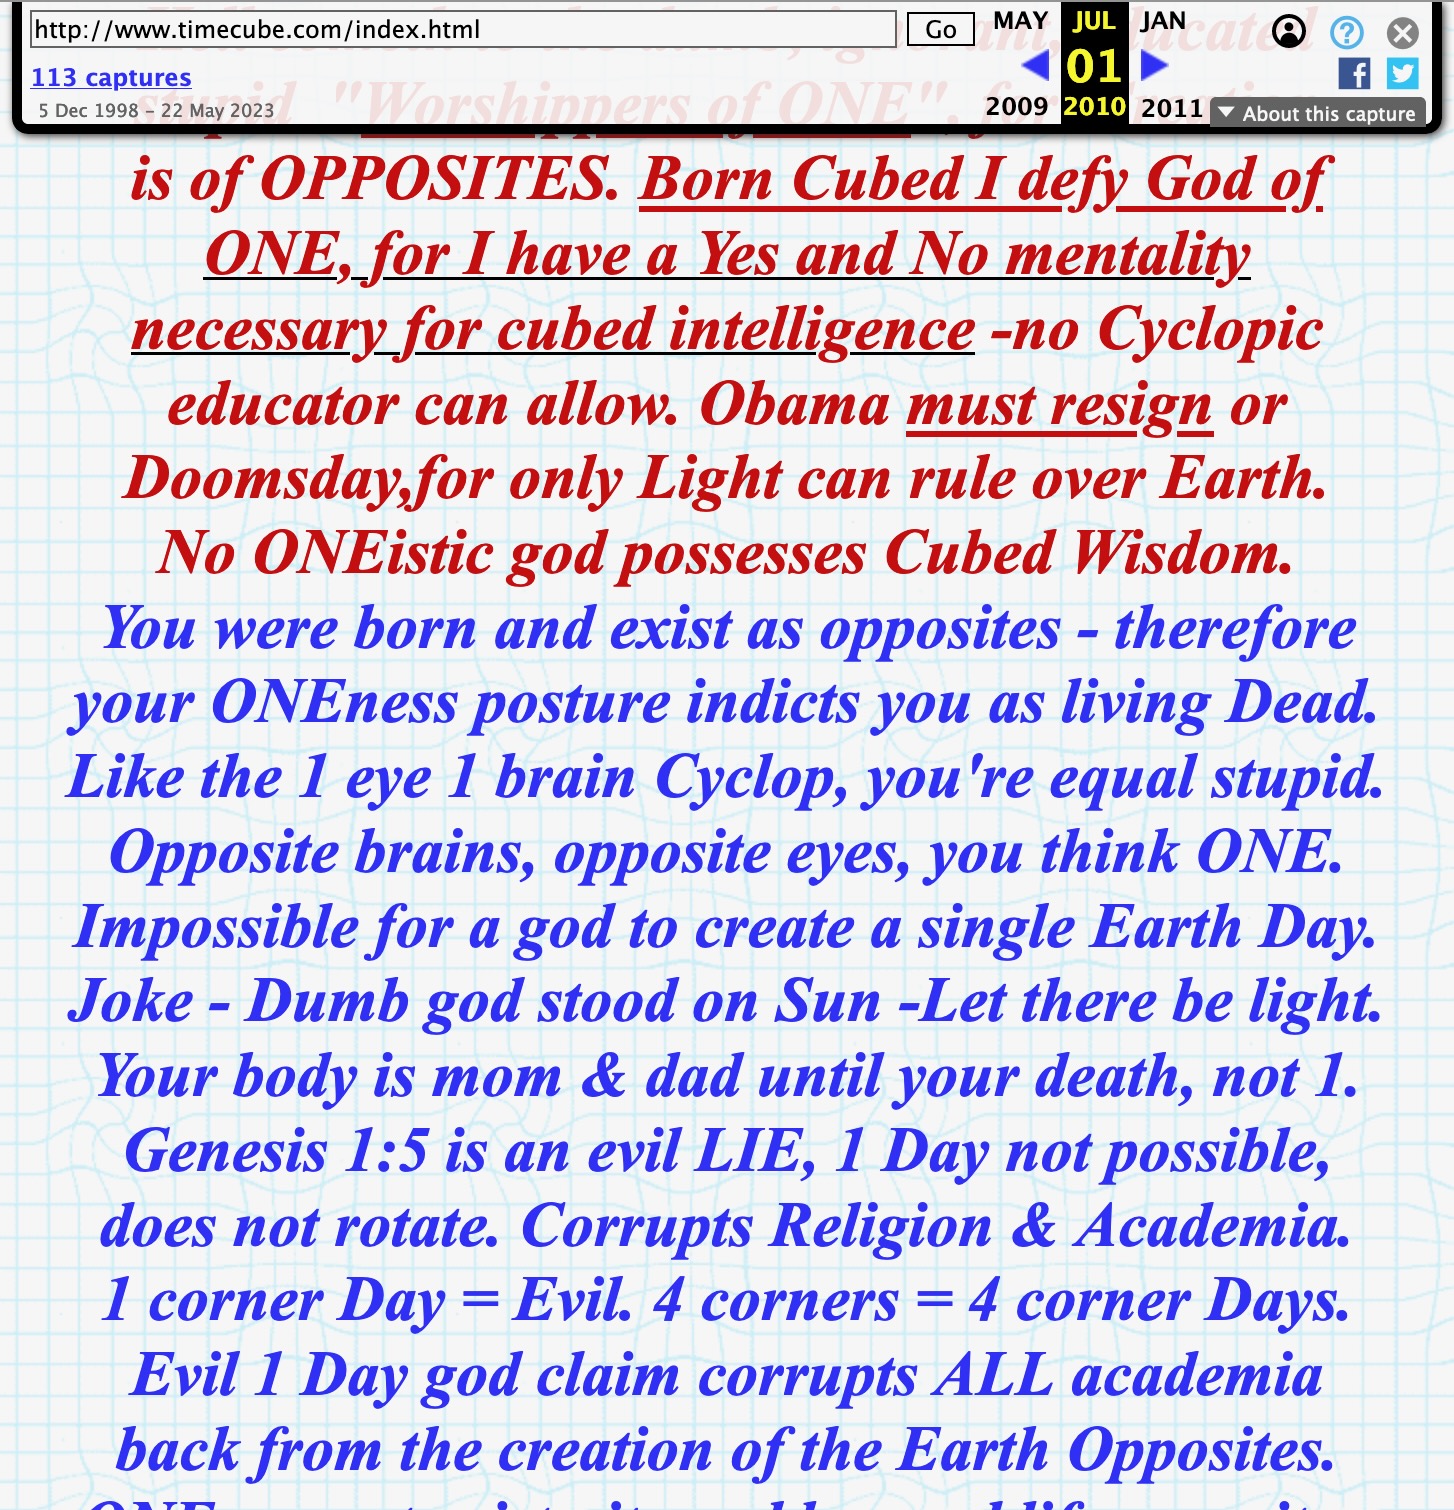 http://www.timecube.com/index.html
Go
MAY
JUL
JAN
113 captures
01
5 Dec 1998 – 22 May 2023
2009
2010
2011
About this capture
ucated
stupid "Worshippers of ONE", for
is of OPPOSITES. Born Cubed I defy God of
ONE, for I have a Yes and No mentality
necessary for cubed intelligence -no Cyclopic
educator can allow. Obama must resign or
Doomsday,for only Light can rule over Earth.
No ONEistic god possesses Cubed Wisdom.
You were born and exist as opposites - therefore
your ONEness posture indicts you as living Dead.
Like the 1 eye 1 brain Cyclop, you're equal stupid.
Opposite brains, opposite eyes, you think ONE.
Impossible for a god to create a single Earth Day.
Joke - Dumb god stood on Sun -Let there be light.
Your body is mom & dad until your death, not 1.
Genesis 1:5 is an evil LIE, 1 Day not possible,
does not rotate. Corrupts Religion & Academia.
1 corner Day = Evil. 4 corners = 4 corner Days.
Evil 1 Day god claim corrupts ALL academia
back from the creation of the Earth Opposites.
ONE